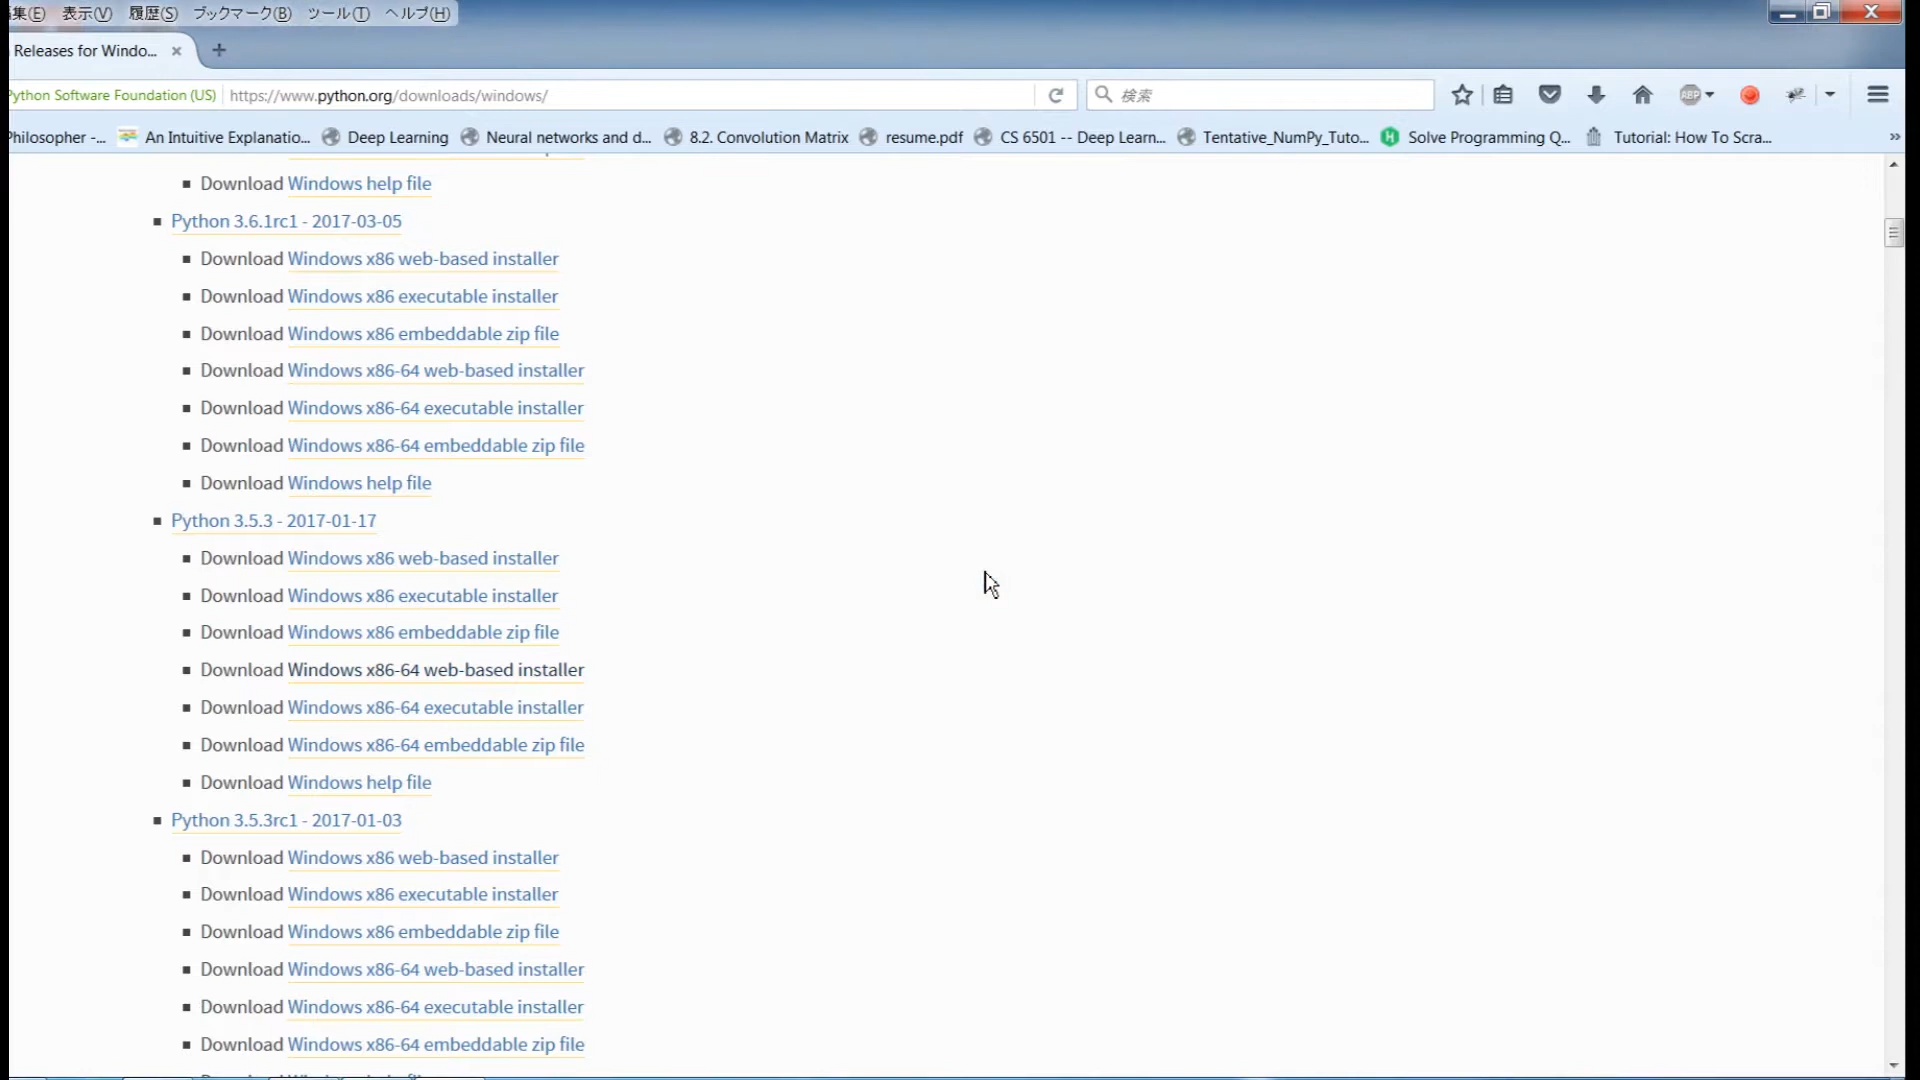 集(E) 表示(V) 履歴(S) ブックマーク(B) ツール(T) ヘルプ(H)
Releases for Windo...
Python Software Foundation (US) https://www.python.org/downloads/windows/ 検索 ABP
Philosopher -... An Intuitive Explanatio... Deep Learning Neural networks and d... 8.2. Convolution Matrix resume.pdf CS 6501 -- Deep Learn... Tentative_NumPy_Tuto... Solve Programming Q... Tutorial: How To Scra...
Download Windows help file
Python 3.6.1rc1 - 2017-03-05
Download Windows x86 web-based installer
Download Windows x86 executable installer
Download Windows x86 embeddable zip file
Download Windows x86-64 web-based installer
Download Windows x86-64 executable installer
Download Windows x86-64 embeddable zip file
Download Windows help file
Python 3.5.3 - 2017-01-17
Download Windows x86 web-based installer
Download Windows x86 executable installer
Download Windows x86 embeddable zip file
Download Windows x86-64 web-based installer
Download Windows x86-64 executable installer
Download Windows x86-64 embeddable zip file
Download Windows help file
Python 3.5.3rc1 - 2017-01-03
Download Windows x86 web-based installer
Download Windows x86 executable installer
Download Windows x86 embeddable zip file
Download Windows x86-64 web-based installer
Download Windows x86-64 executable installer
Download Windows x86-64 embeddable zip file